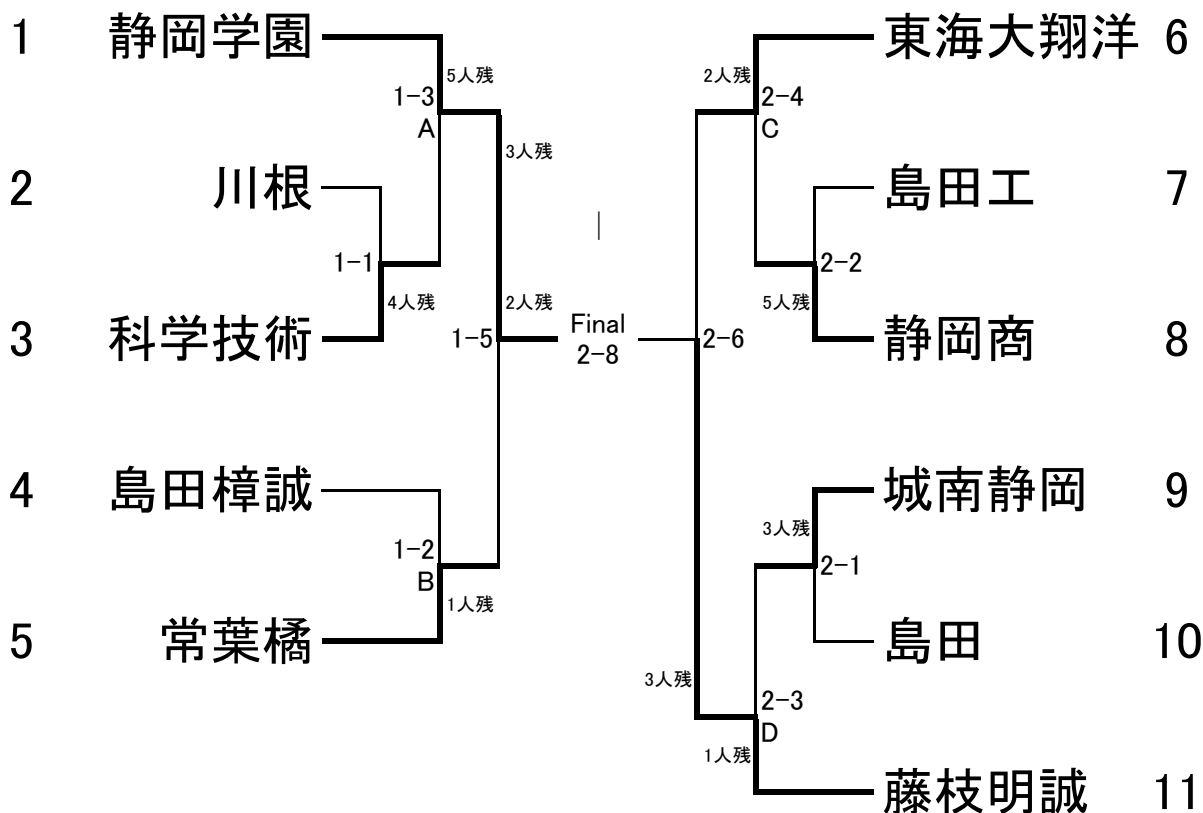 1 静岡学園
5人残
1-3
A
3人残
2 川根
1-1
4人残
3 科学技術
2人残
1-5
4 島田樟誠
1-2
B
1人残
5 常葉橘
Final
2-8
東海大翔洋 6
2人残
2-4
C
島田工 7
2-2
5人残
静岡商 8
2-6
城南静岡 9
3人残
2-1
島田 10
3人残
2-3
D
1人残
藤枝明誠 11